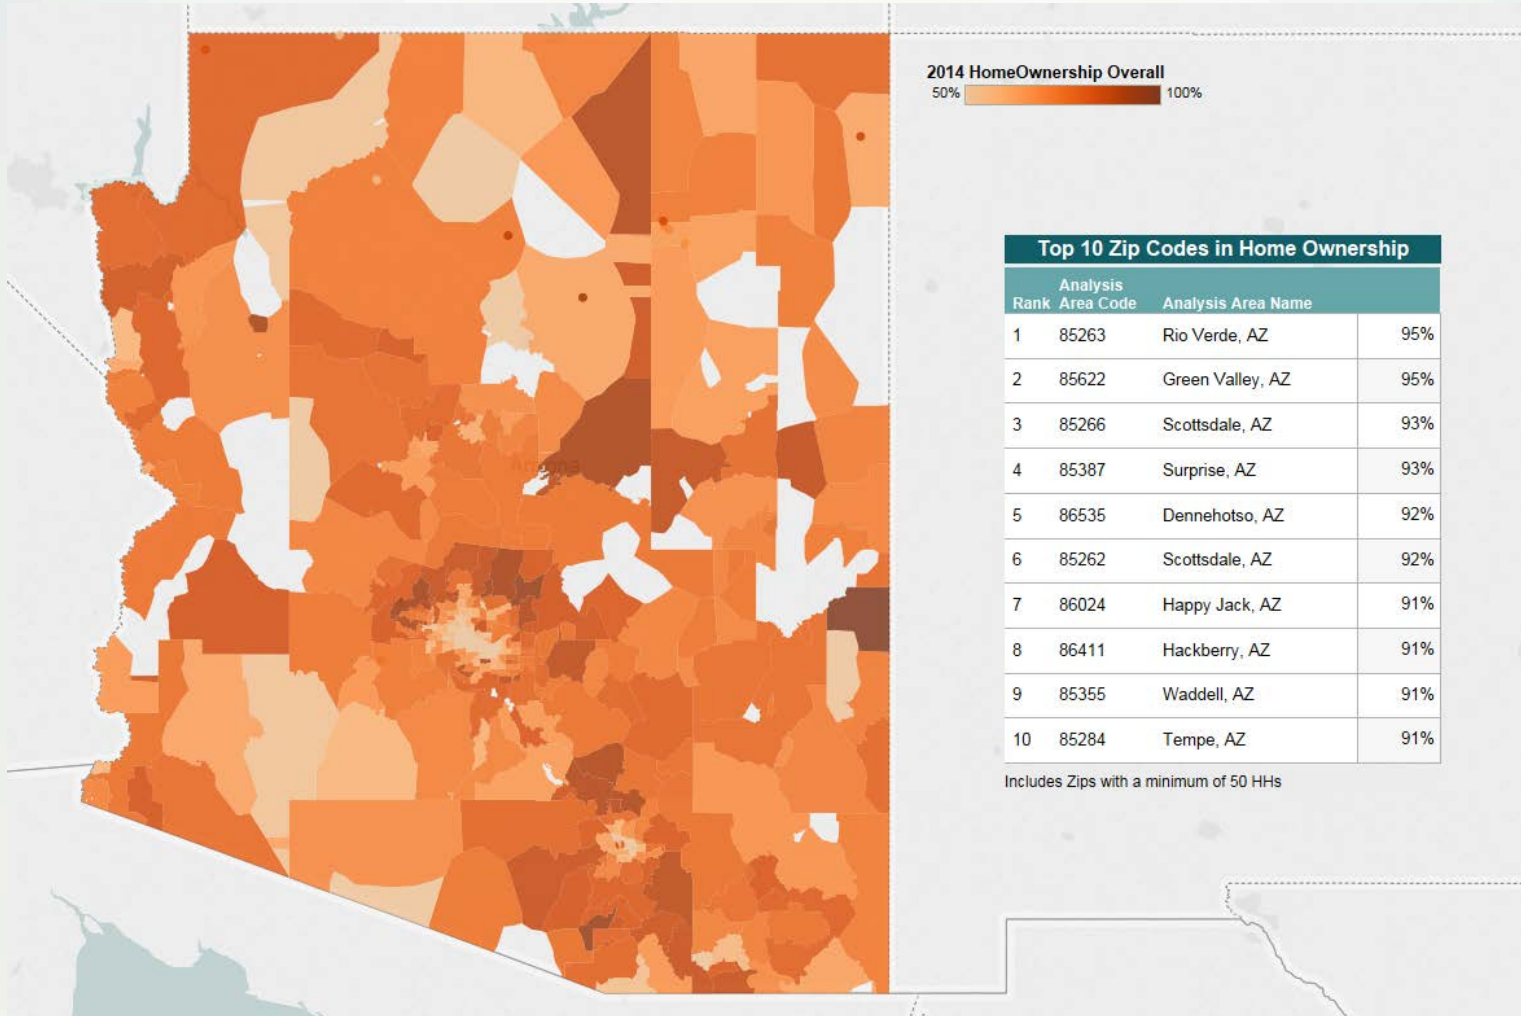 2014 HomeOwnership Overall
50% 100%
Arizona
Top 10 Zip Codes in Home Ownership
Rank Analysis Area Code Analysis Area Name
1 85263 Rio Verde, AZ 95%
2 85622 Green Valley, AZ 95%
3 85266 Scottsdale, AZ 93%
4 85387 Surprise, AZ 93%
5 86535 Dennehotso, AZ 92%
6 85262 Scottsdale, AZ 92%
7 86024 Happy Jack, AZ 91%
8 86411 Hackberry, AZ 91%
9 85355 Waddell, AZ 91%
10 85284 Tempe, AZ 91%
Includes Zips with a minimum of 50 HHs